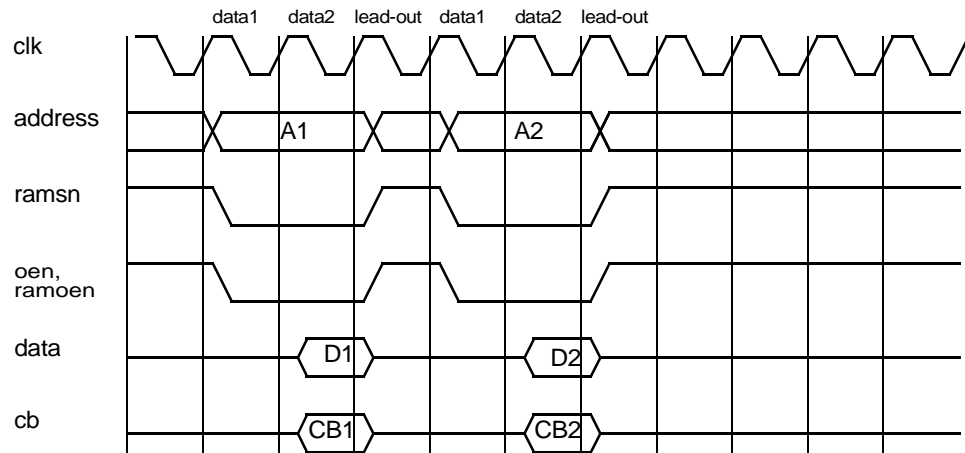 data1 data2 lead-out data1 data2 lead-out
clk
address A1 A2
ramsn
oen,
ramoen
data D1 D2
cb CB1 CB2